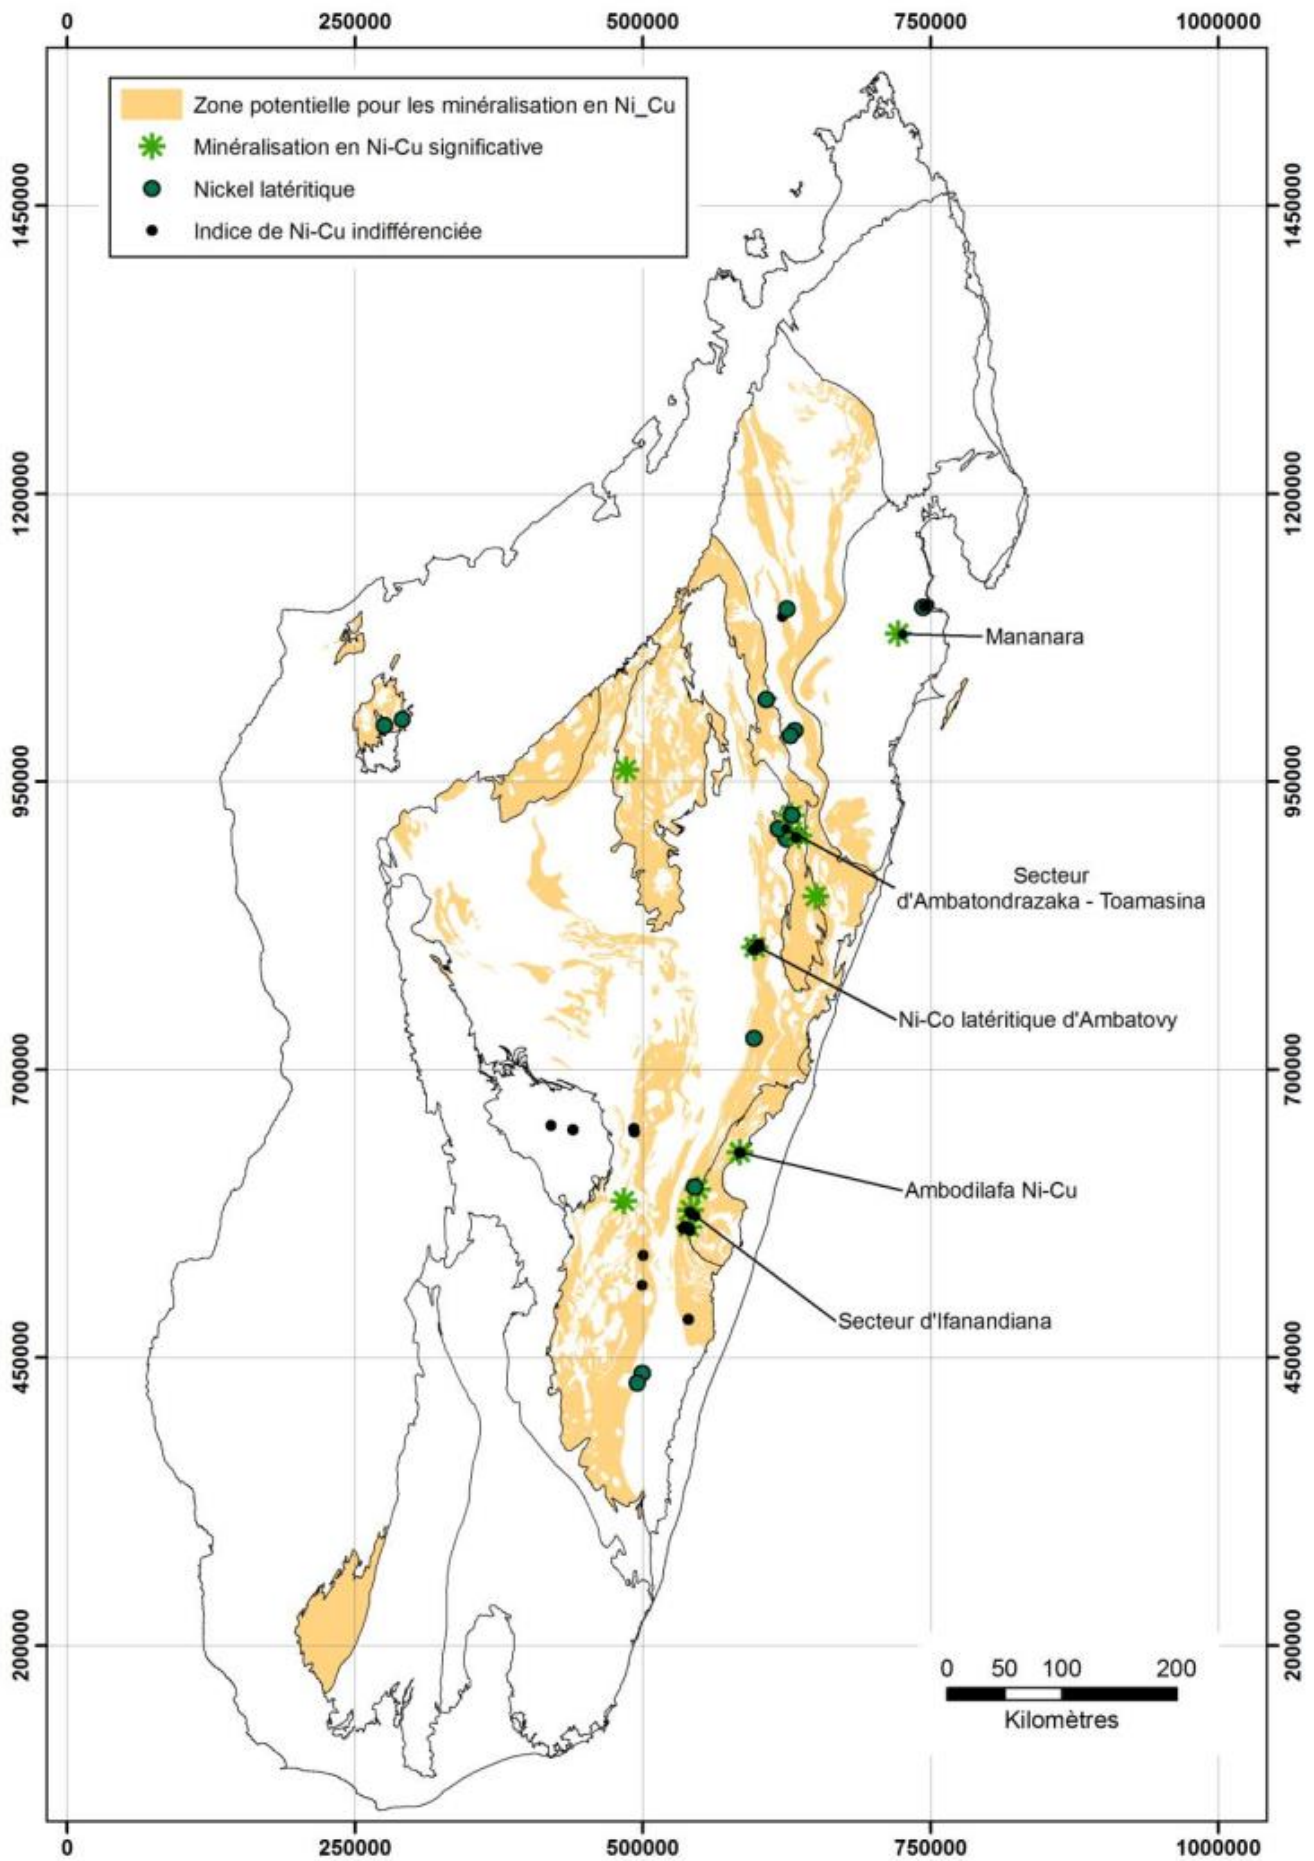 0 250000 500000 750000 1000000
Zone potentielle pour les minéralisation en Ni_Cu
Minéralisation en Ni-Cu significative
Nickel latéritique
Indice de Ni-Cu indifférenciée
1450000 1450000
1200000 1200000
Mananara
950000 950000
Secteur
d'Ambatondrazaka - Toamasina
Ni-Co latéritique d'Ambatovy
700000 700000
Ambodilafa Ni-Cu
Secteur d'Ifanandiana
450000 450000
200000 200000
0 50 100 200
Kilomètres
0 250000 500000 750000 1000000